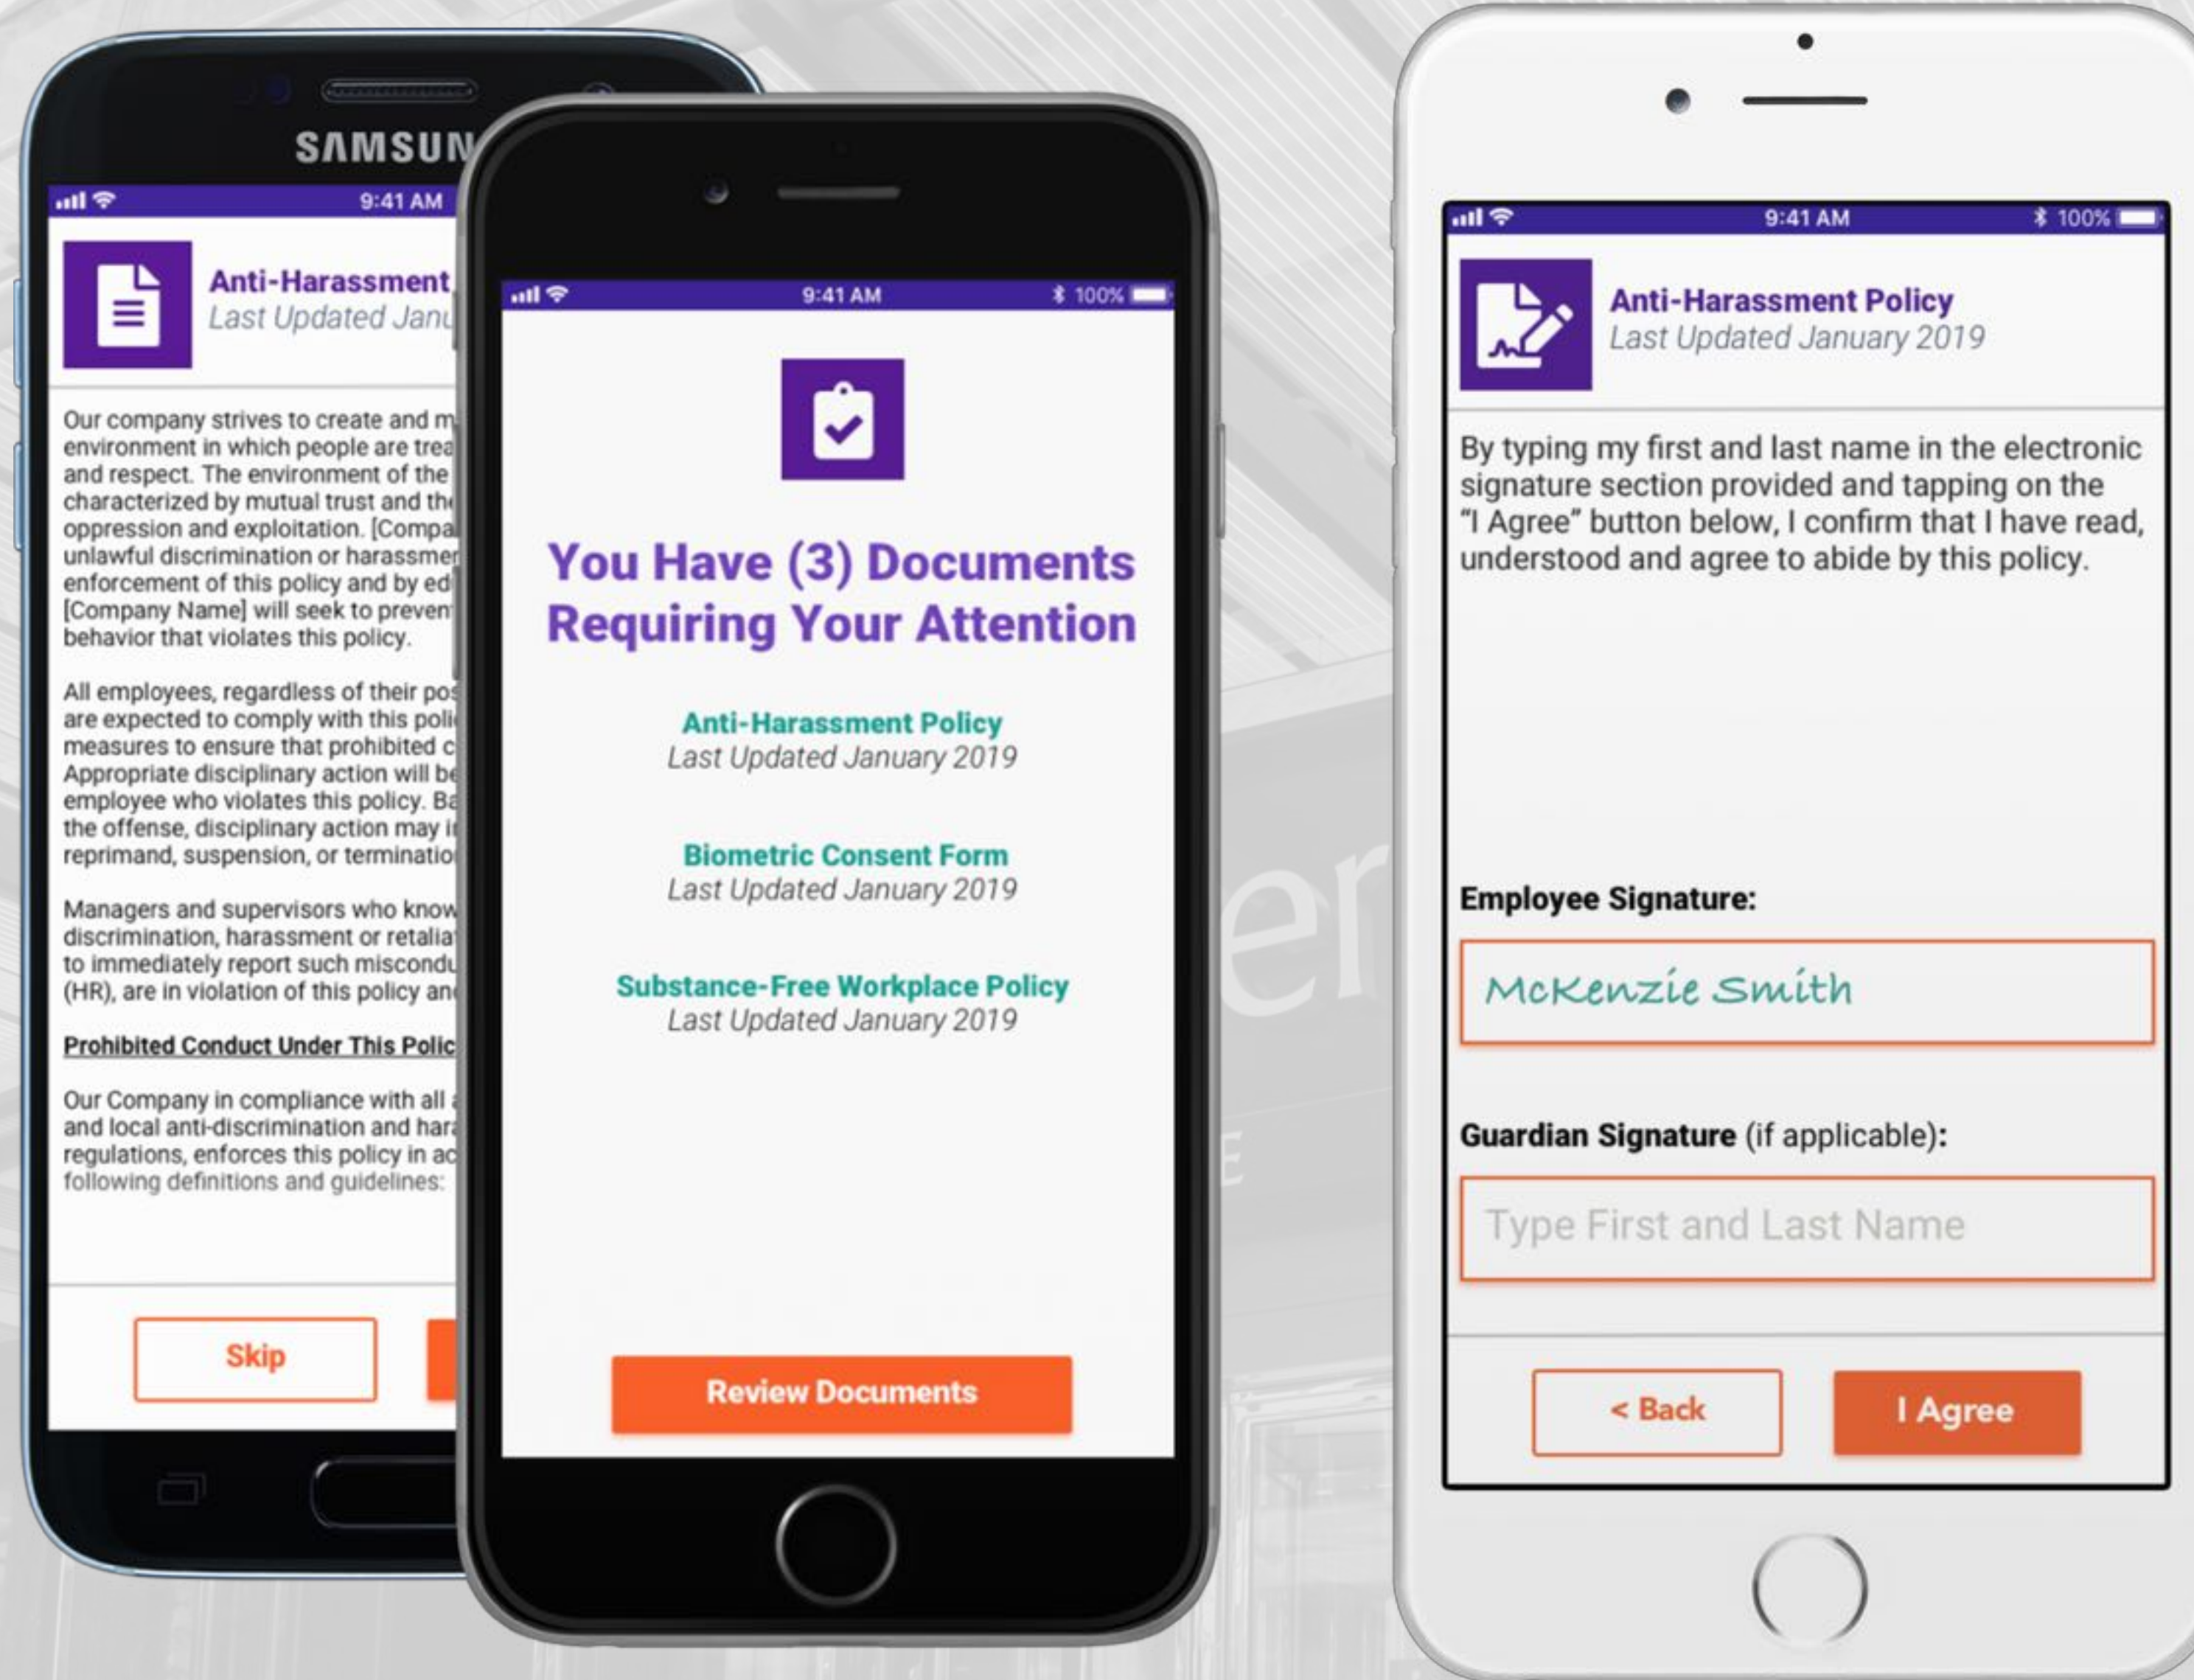 SAMSUN
9:41 AM
Anti-Harassment
Last Updated Janu
Our company strives to create and m
environment in which people are trea
and respect. The environment of the
characterized by mutual trust and the
oppression and exploitation. [Compa
unlawful discrimination or harassmen
enforcement of this policy and by ed
[Company Name] will seek to prevent
behavior that violates this policy.
All employees, regardless of their pos
are expected to comply with this poli
measures to ensure that prohibited c
Appropriate disciplinary action will be
employee who violates this policy. Ba
the offense, disciplinary action may i
reprimand, suspension, or terminatio
Managers and supervisors who know
discrimination, harassment or retalia
to immediately report such miscondu
(HR), are in violation of this policy and
Prohibited Conduct Under This Polic
Our Company in compliance with all a
and local anti-discrimination and hara
regulations, enforces this policy in ac
following definitions and guidelines:
Skip
9:41 AM 100%
You Have (3) Documents
Requiring Your Attention
Anti-Harassment Policy
Last Updated January 2019
Biometric Consent Form
Last Updated January 2019
Substance-Free Workplace Policy
Last Updated January 2019
Review Documents
er
E
9:41 AM 100%
Anti-Harassment Policy
Last Updated January 2019
By typing my first and last name in the electronic
signature section provided and tapping on the
“I Agree” button below, I confirm that I have read,
understood and agree to abide by this policy.
Employee Signature:
McKenzie Smith
Guardian Signature (if applicable):
Type First and Last Name
< Back
I Agree